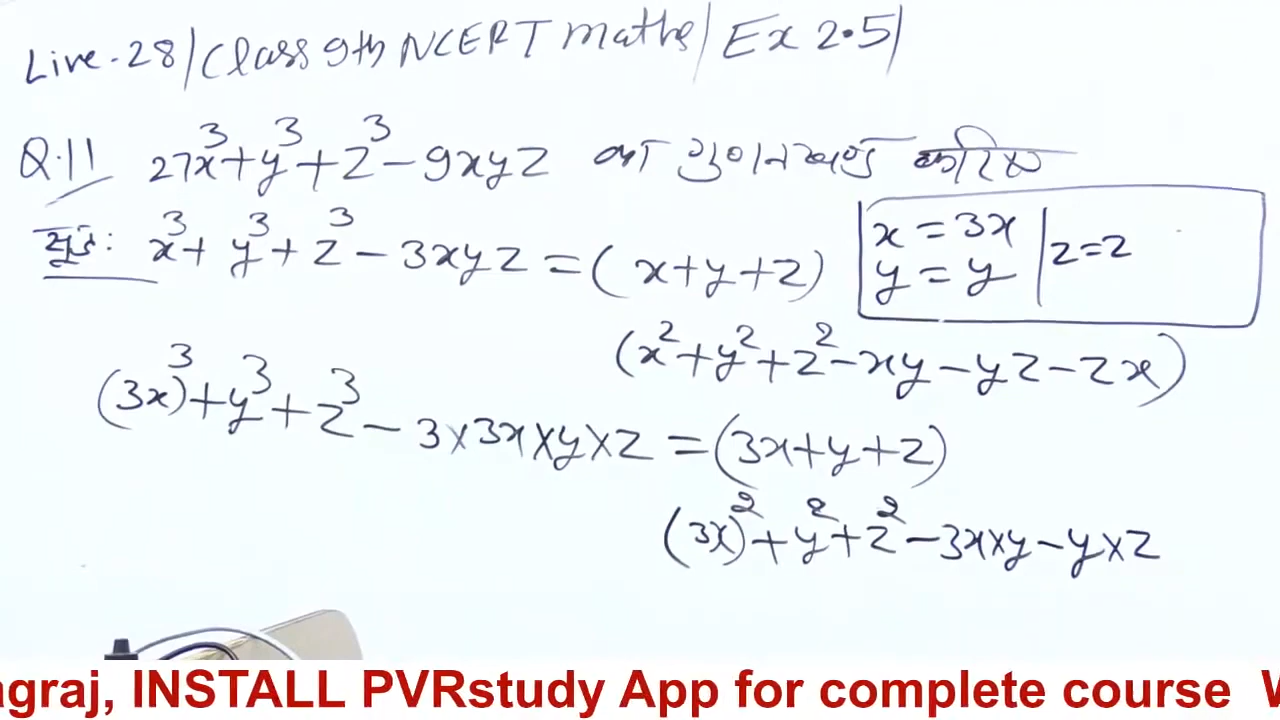 Live-28/Class 9th NCERT maths/Ex 2.5/
Q.11 27x³+y³+z³-9xyz का गुणनखण्ड करिए
सूत्र: x³+y³+z³-3xyz=(x+y+z)
(x²+y²+z²-xy-yz-zx)
x=3x
y=y
z=z
(3x)³+y³+z³-3×3x×y×z=(3x+y+z)
(3x)²+y²+z²-3x×y-y×z
agraj, INSTALL PVRstudy App for complete course W